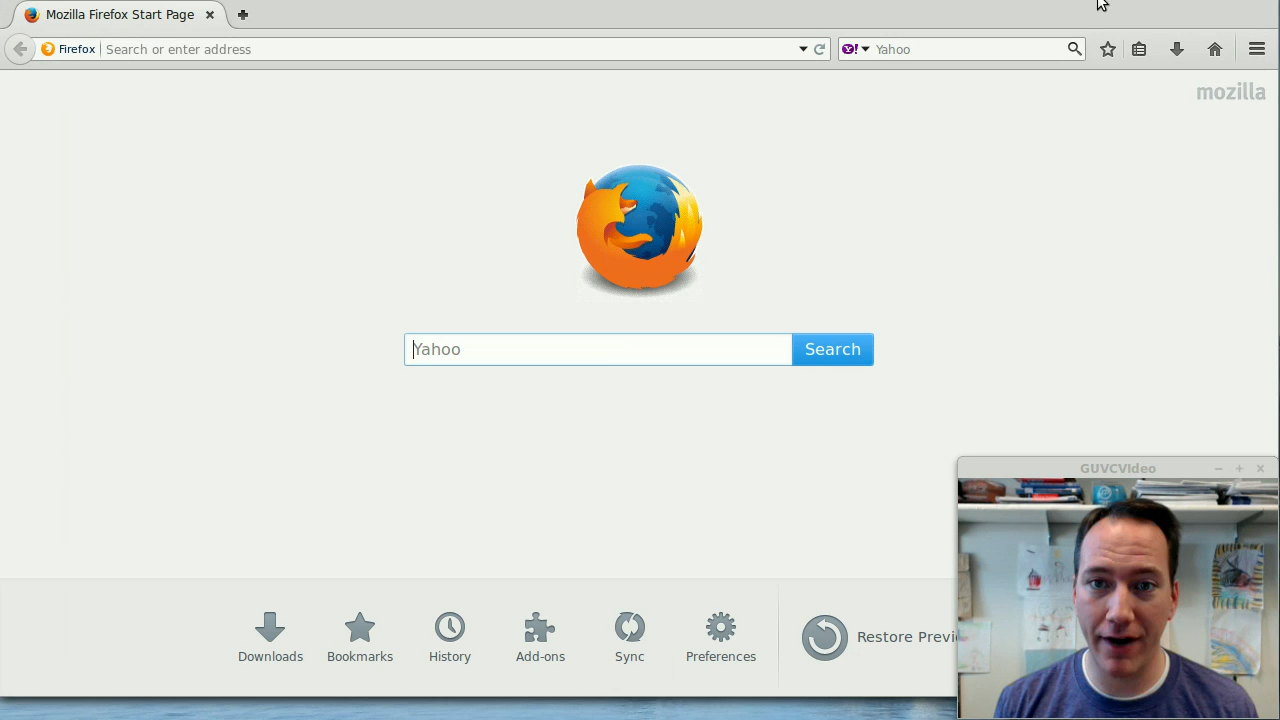 Mozilla Firefox Start Page
Firefox Search or enter address
Y! Yahoo
mozilla
Yahoo Search
GUVCVideo
Downloads Bookmarks History Add-ons Sync Preferences Restore Previ